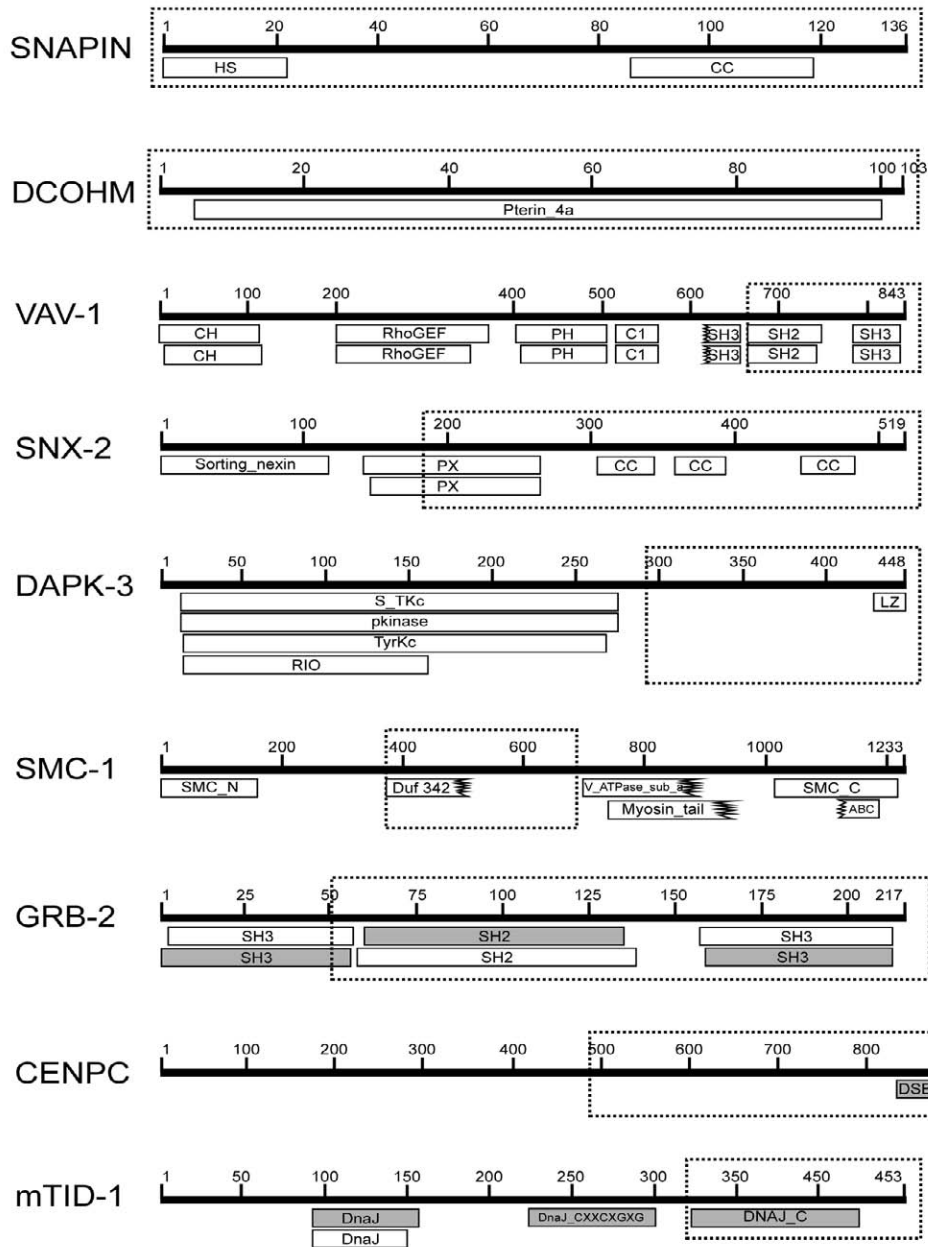 1 20 40 60 80 100 120 136
SNAPIN
HS CC
1 20 40 60 80 100 103
DCOHM
Pterin_4a
1 100 200 400 500 600 700 843
VAV-1
CH RhoGEF PH C1 SH3 SH2 SH3
CH RhoGEF PH C1 SH3 SH2 SH3
1 100 200 300 400 519
SNX-2
Sorting_nexin PX CC CC CC
PX
1 50 100 150 200 250 300 350 400 448
DAPK-3
S_TKc LZ
pkinase
TyrKc
RIO
1 200 400 600 800 1000 1233
SMC-1
SMC_N Duf 342 V_ATPase_sub_a SMC_C
Myosin_tail ABC
1 25 50 75 100 125 150 175 200 217
GRB-2
SH3 SH2 SH3
SH3 SH2 SH3
1 100 200 300 400 500 600 700 800
CENPC
DSB
1 50 100 150 200 250 300 350 450 453
mTID-1
DnaJ DnaJ_CXXCXGXG DNAJ_C
DnaJ